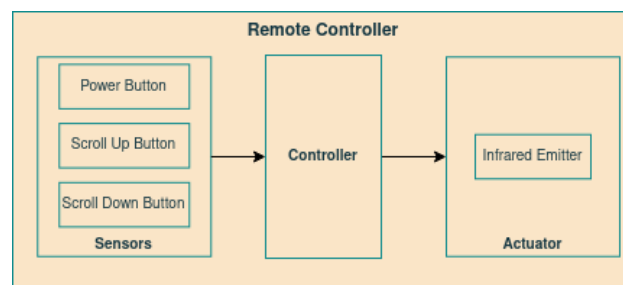 Remote Controller
Power Button
Scroll Up Button
Scroll Down Button
Sensors
Controller
Infrared Emitter
Actuator